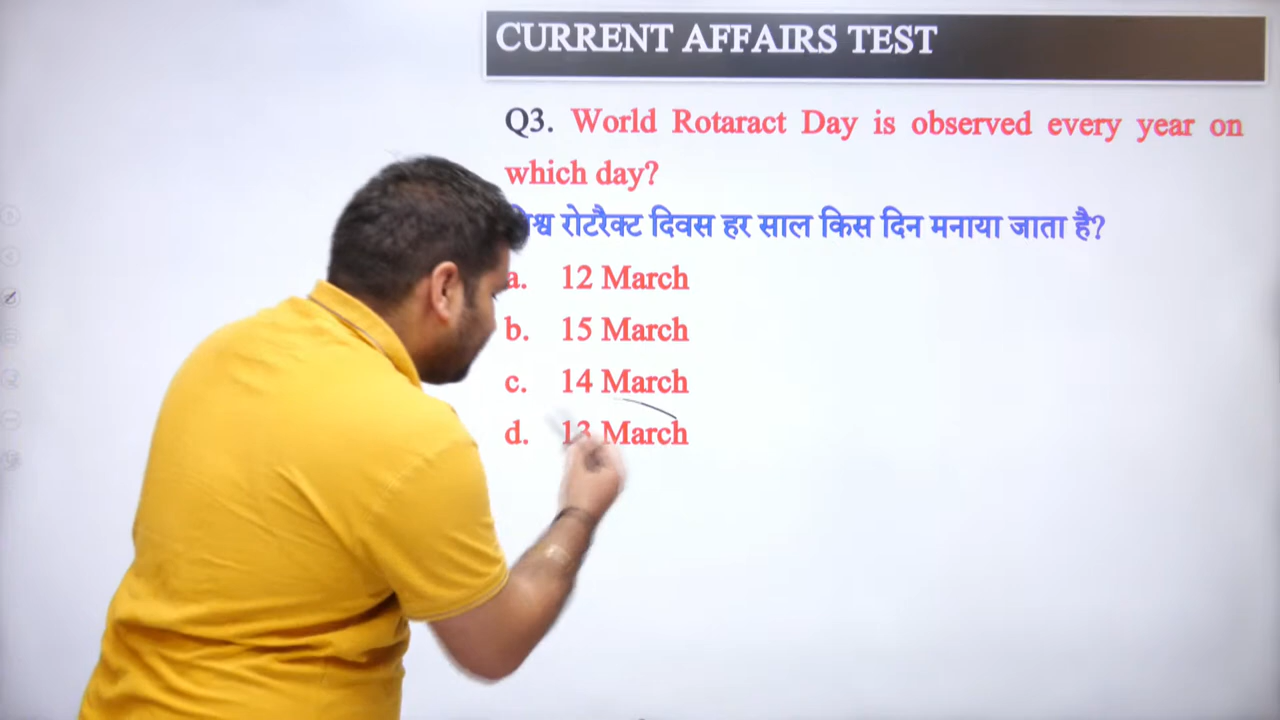 CURRENT AFFAIRS TEST
Q3. World Rotaract Day is observed every year on
which day?
रोटरैक्ट दिवस हर साल किस दिन मनाया जाता है?
a. 12 March
b. 15 March
c. 14 March
d. 13 March